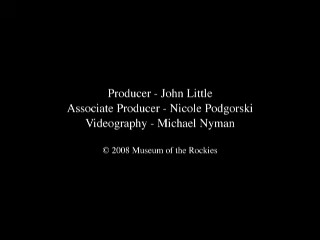 Producer - John Little
Associate Producer - Nicole Podgorski
Videography - Michael Nyman
© 2008 Museum of the Rockies